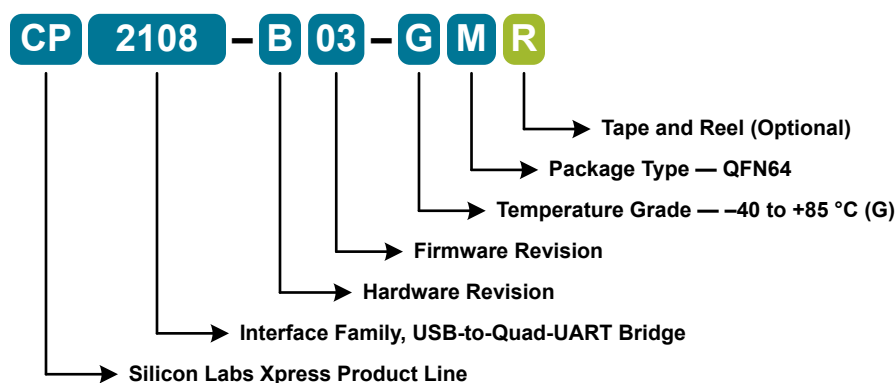 CP 2108 – B 03 – G M R
Tape and Reel (Optional)
Package Type — QFN64
Temperature Grade — –40 to +85 °C (G)
Firmware Revision
Hardware Revision
Interface Family, USB-to-Quad-UART Bridge
Silicon Labs Xpress Product Line